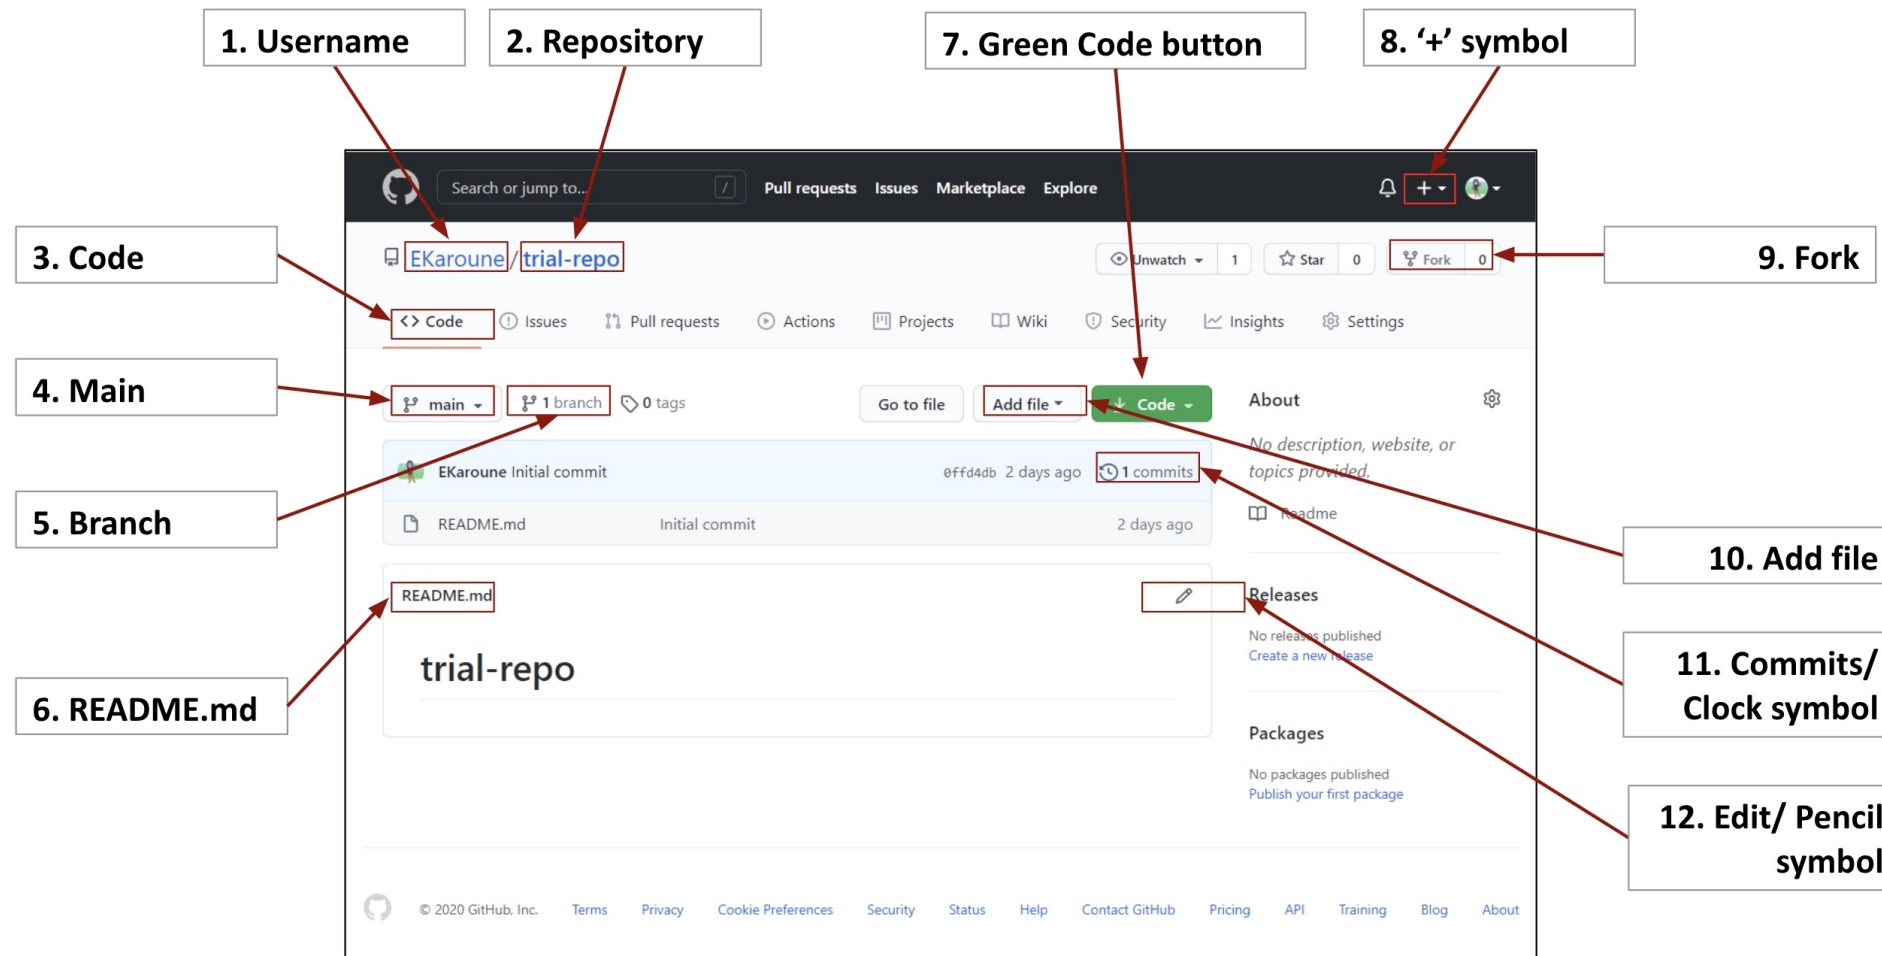 1. Username
2. Repository
7. Green Code button
8. ‘+’ symbol
Search or jump to... /
Pull requests Issues Marketplace Explore
3. Code
EKaroune / trial-repo
Unwatch 1
Star 0
Fork 0
9. Fork
Code Issues Pull requests Actions Projects Wiki Security Insights Settings
4. Main
main 1 branch 0 tags
Go to file Add file Code
About
No description, website, or
topics provided.
Readme
EKaroune Initial commit 0ffd4db 2 days ago 1 commits
5. Branch
README.md Initial commit 2 days ago
10. Add file
README.md
Releases
No releases published
Create a new release
trial-repo
11. Commits/
Clock symbol
6. README.md
Packages
No packages published
Publish your first package
12. Edit/ Pencil
symbol
© 2020 GitHub, Inc. Terms Privacy Cookie Preferences Security Status Help Contact GitHub Pricing API Training Blog About